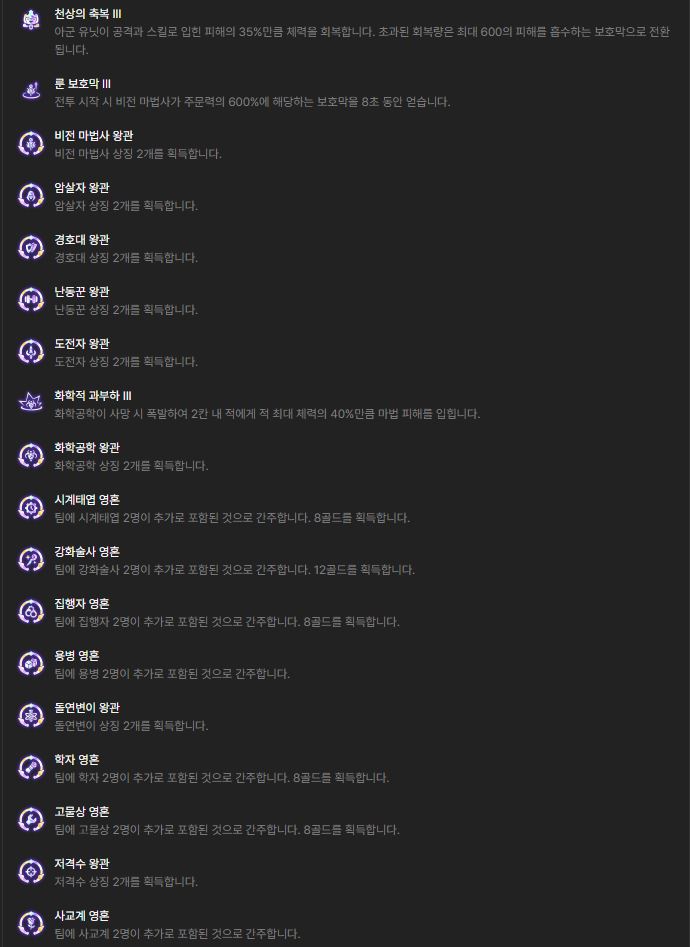 천상의 축복 III
아군 유닛이 공격과 스킬로 입힌 피해의 35%만큼 체력을 회복합니다. 초과된 회복량은 최대 600의 피해를 흡수하는 보호막으로 전환
됩니다.
룬 보호막 III
전투 시작 시 비전 마법사가 주문력의 600%에 해당하는 보호막을 8초 동안 얻습니다.
비전 마법사 왕관
비전 마법사 상징 2개를 획득합니다.
암살자 왕관
암살자 상징 2개를 획득합니다.
경호대 왕관
경호대 상징 2개를 획득합니다.
난동꾼 왕관
난동꾼 상징 2개를 획득합니다.
도전자 왕관
도전자 상징 2개를 획득합니다.
화학적 과부하 III
화학공학이 사망 시 폭발하여 2칸 내 적에게 적 최대 체력의 40%만큼 마법 피해를 입힙니다.
화학공학 왕관
화학공학 상징 2개를 획득합니다.
시계태엽 영혼
팀에 시계태엽 2명이 추가로 포함된 것으로 간주합니다. 8골드를 획득합니다.
강화술사 영혼
팀에 강화술사 2명이 추가로 포함된 것으로 간주합니다. 12골드를 획득합니다.
집행자 영혼
팀에 집행자 2명이 추가로 포함된 것으로 간주합니다. 8골드를 획득합니다.
용병 영혼
팀에 용병 2명이 추가로 포함된 것으로 간주합니다.
돌연변이 왕관
돌연변이 상징 2개를 획득합니다.
학자 영혼
팀에 학자 2명이 추가로 포함된 것으로 간주합니다. 8골드를 획득합니다.
고물상 영혼
팀에 고물상 2명이 추가로 포함된 것으로 간주합니다. 8골드를 획득합니다.
저격수 왕관
저격수 상징 2개를 획득합니다.
사교계 영혼
팀에 사교계 2명이 추가로 포함된 것으로 간주합니다.